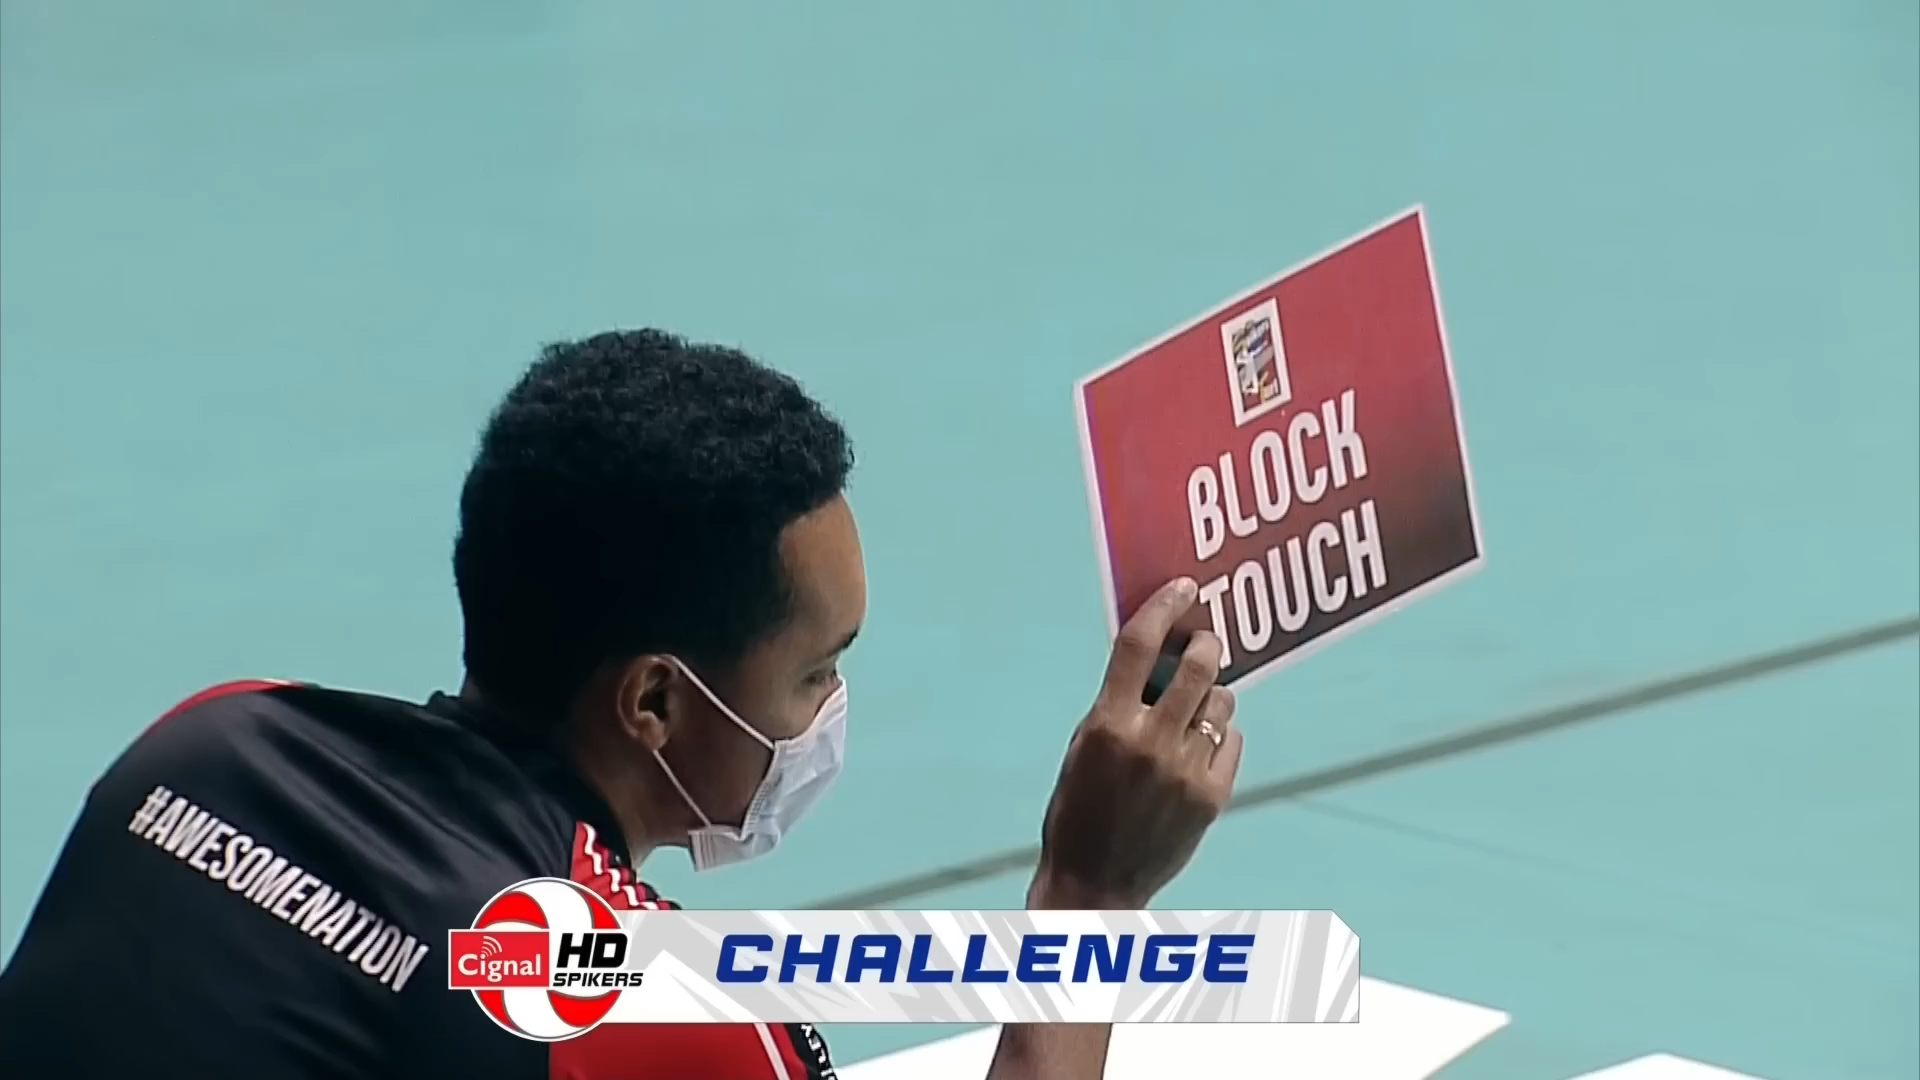 BLOCK
TOUCH
#AWESOMENATION
Cignal
HD
SPIKERS
CHALLENGE